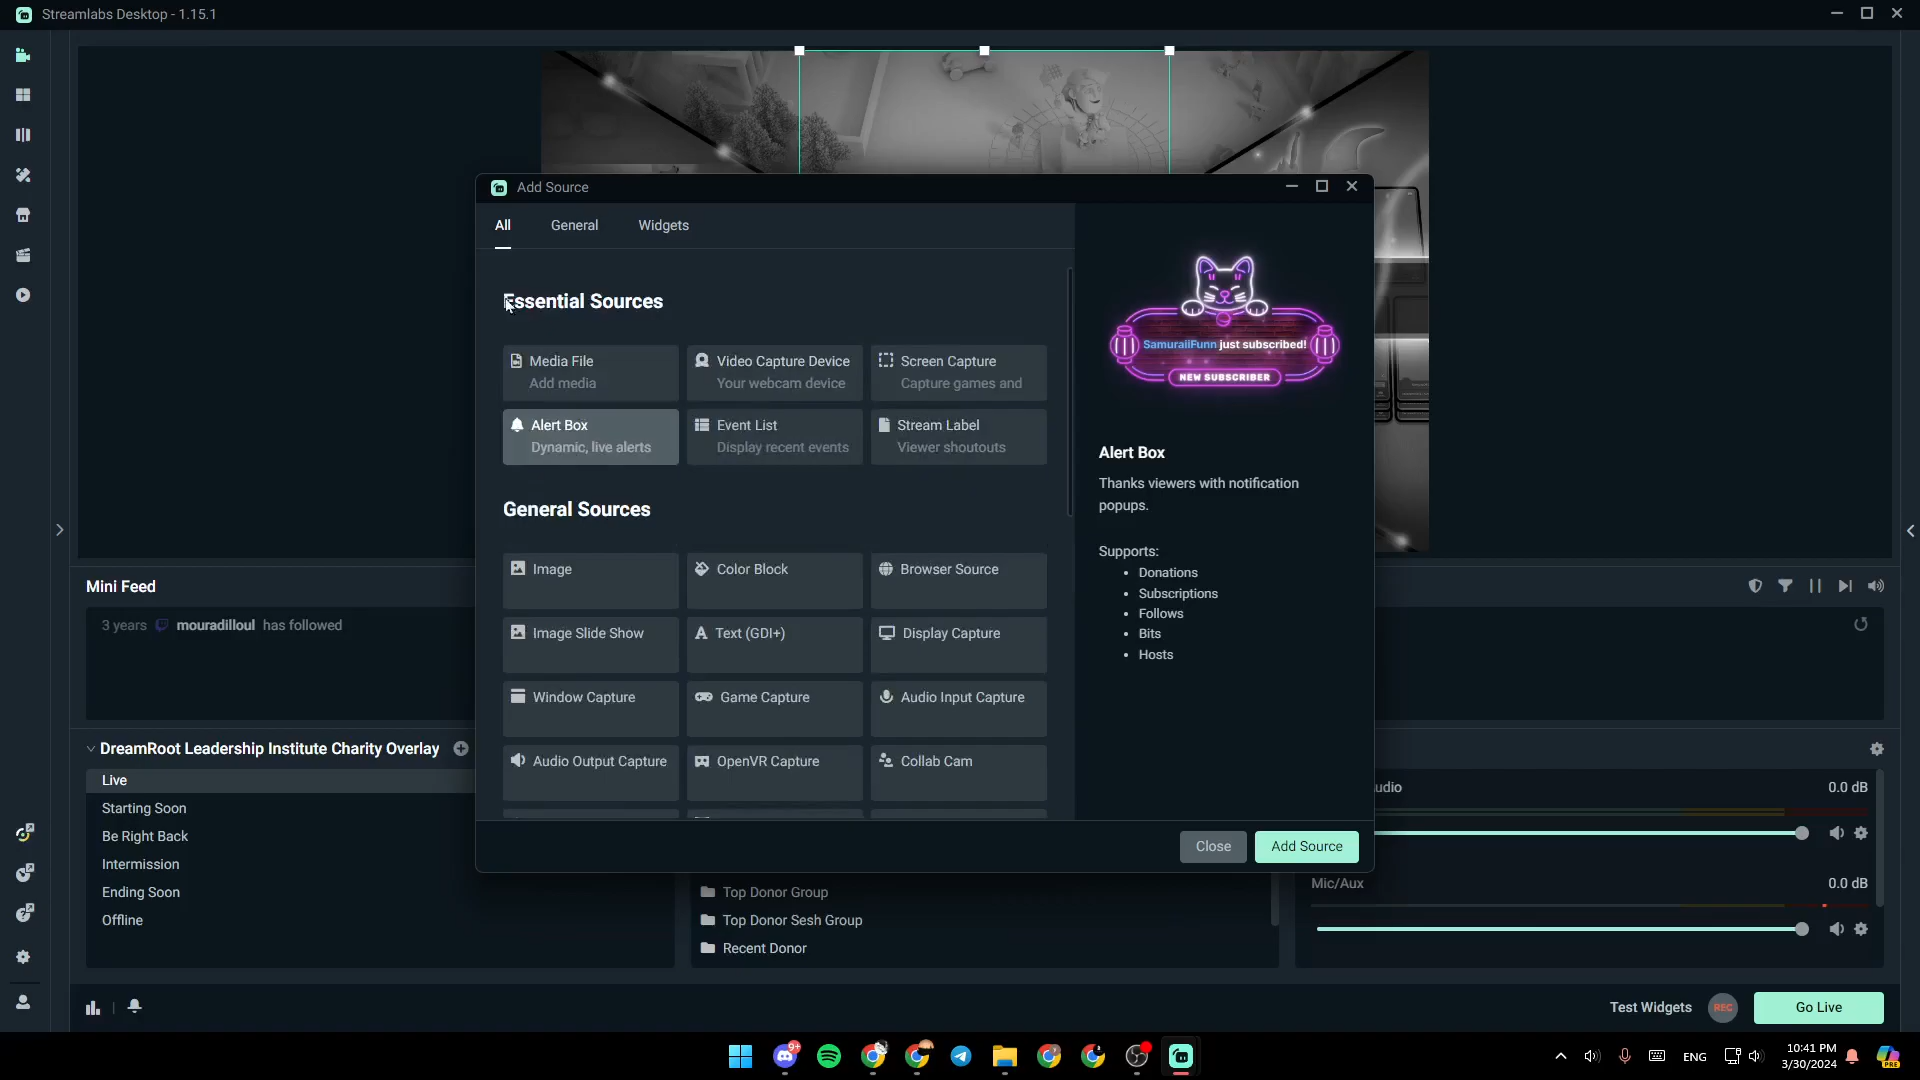 Streamlabs Desktop - 1.15.1
Add Source
All
General
Widgets
Essential Sources
Media File
Add media
Video Capture Device
Your webcam device
Screen Capture
Capture games and
Alert Box
Dynamic, live alerts
Event List
Display recent events
Stream Label
Viewer shoutouts
General Sources
Image
Color Block
Browser Source
Image Slide Show
Text (GDI+)
Display Capture
Window Capture
Game Capture
Audio Input Capture
Audio Output Capture
OpenVR Capture
Collab Cam
SamuraiiFunn just subscribed!
NEW SUBSCRIBER
Alert Box
Thanks viewers with notification
popups.
Supports:
• Donations
• Subscriptions
• Follows
• Bits
• Hosts
Close
Add Source
Mini Feed
3 years mouradilloul has followed
DreamRoot Leadership Institute Charity Overlay
Live
Starting Soon
Be Right Back
Intermission
Ending Soon
Offline
Top Donor Group
Top Donor Sesh Group
Recent Donor
udio
0.0 dB
Mic/Aux
0.0 dB
Test Widgets
REC
Go Live
9+
ENG
10:41 PM
3/30/2024
PRE